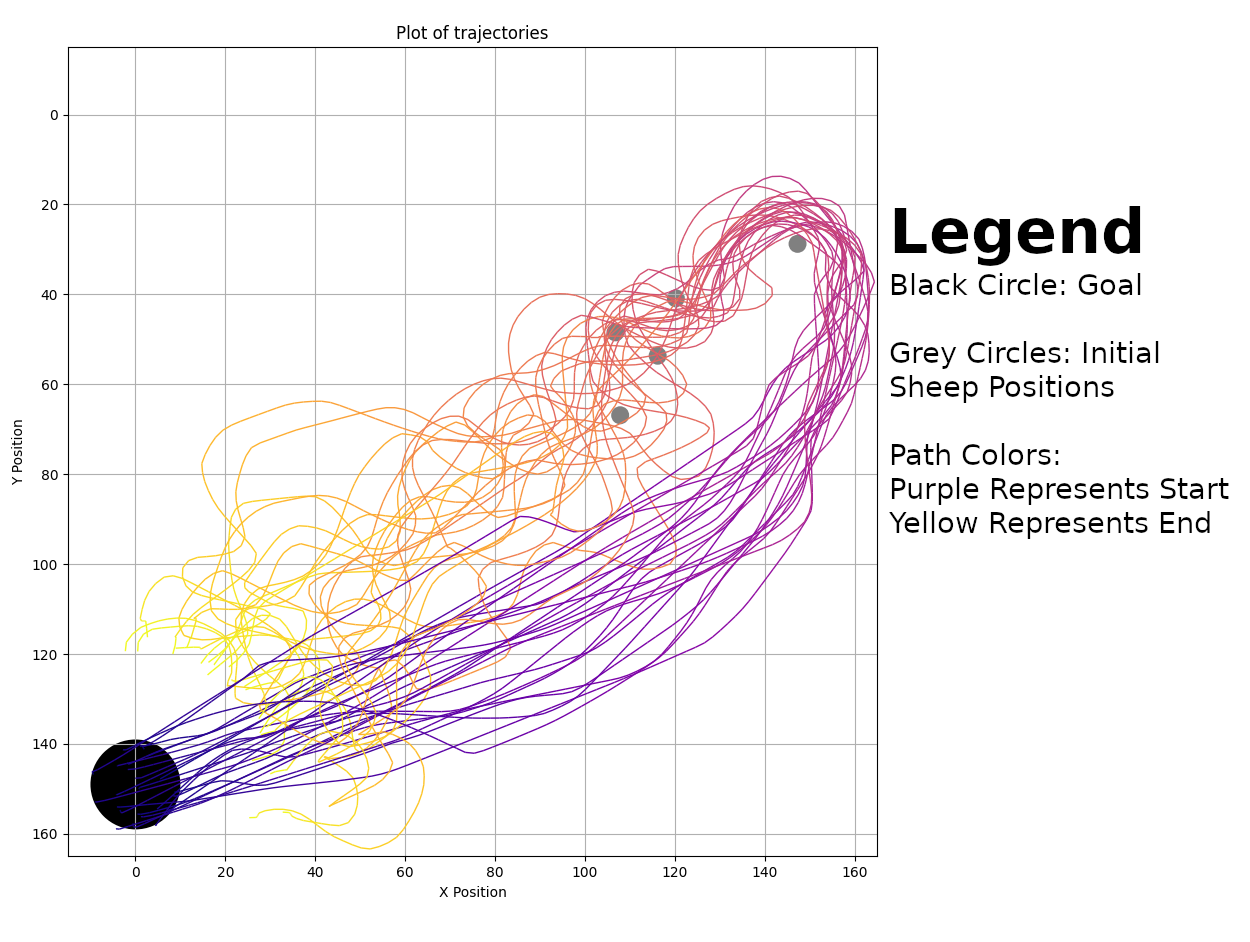 Plot of trajectories
0
20
40
60
80
100
120
140
160
Y Position
0 20 40 60 80 100 120 140 160
X Position
Legend
Black Circle: Goal
Grey Circles: Initial
Sheep Positions
Path Colors:
Purple Represents Start
Yellow Represents End